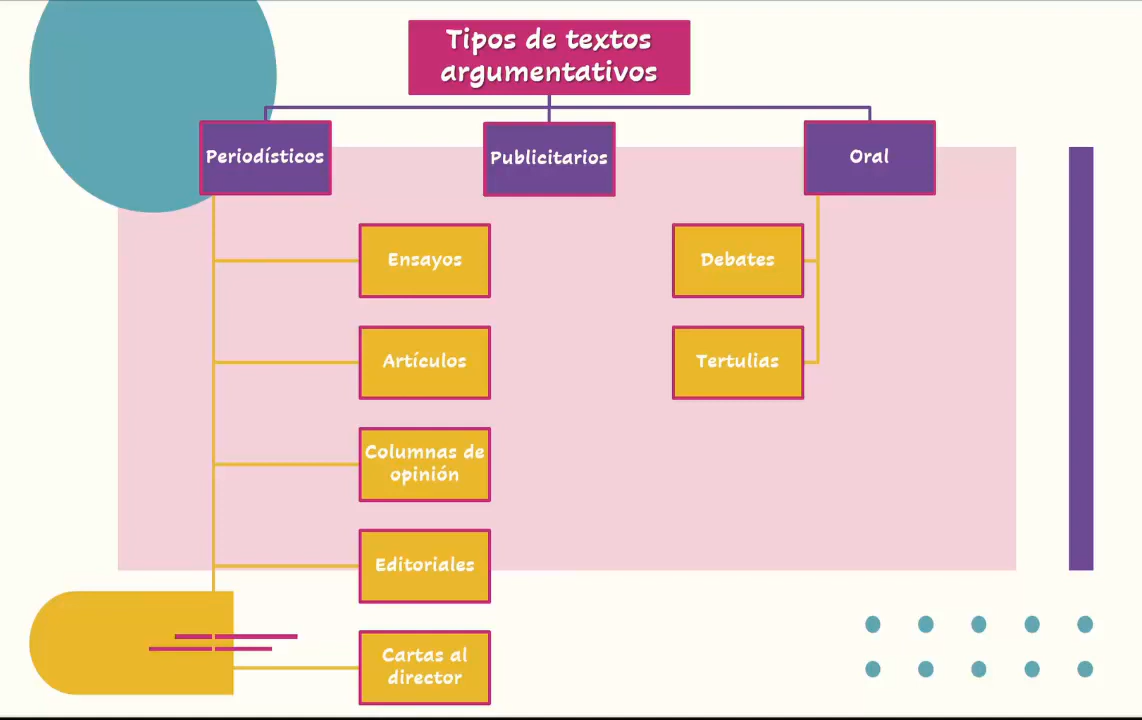 Tipos de textos
argumentativos
Periodísticos
Publicitarios
Oral
Ensayos
Artículos
Columnas de
opinión
Editoriales
Cartas al
director
Debates
Tertulias